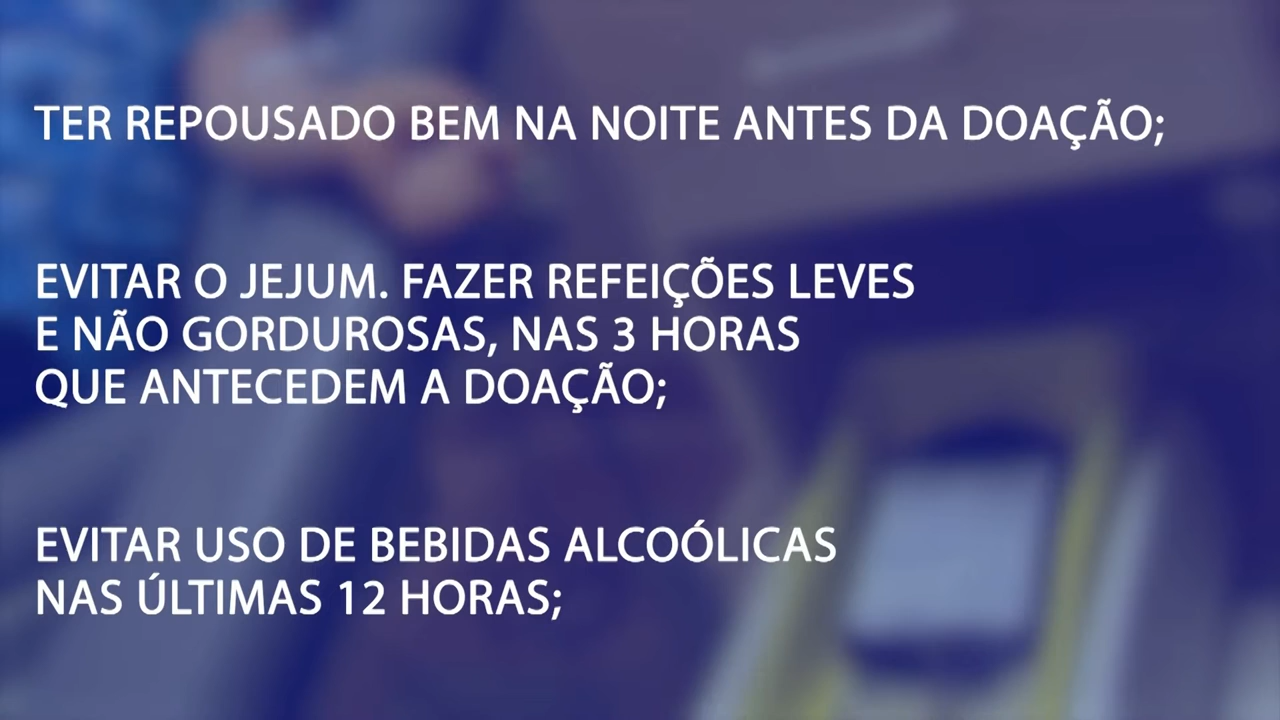 TER REPOUSADO BEM NA NOITE ANTES DA DOAÇÃO;
EVITAR O JEJUM. FAZER REFEIÇÕES LEVES
E NÃO GORDUROSAS, NAS 3 HORAS
QUE ANTECEDEM A DOAÇÃO;
EVITAR USO DE BEBIDAS ALCOÓLICAS
NAS ÚLTIMAS 12 HORAS;